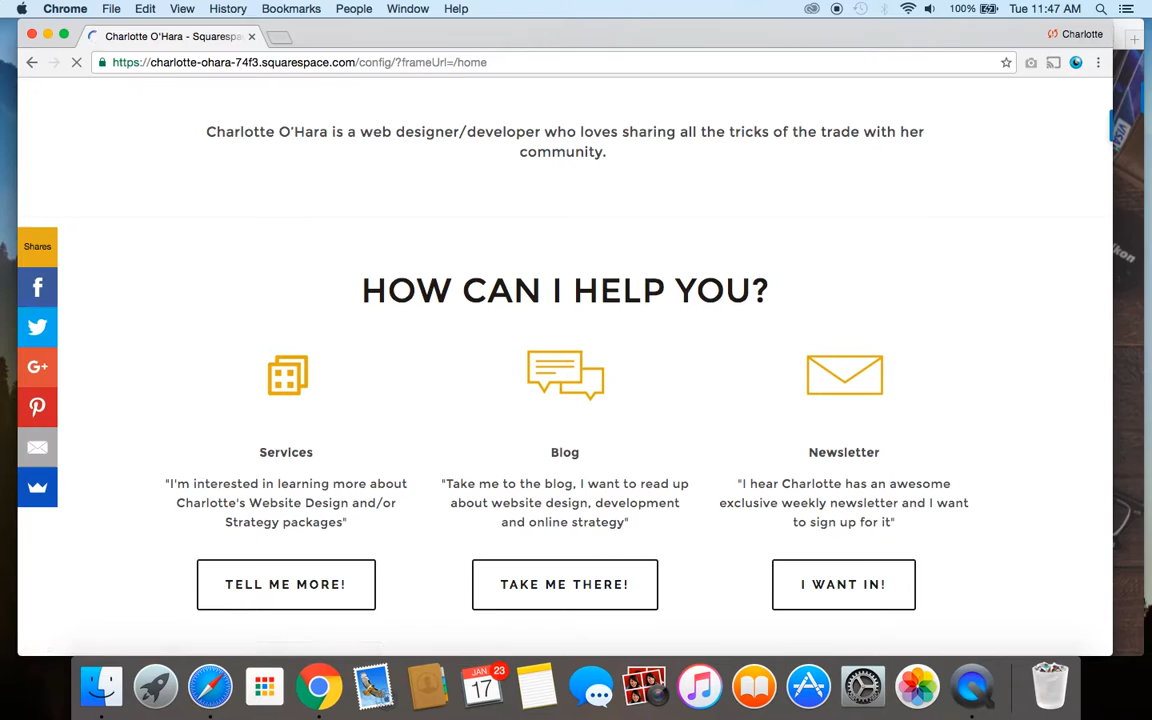 Chrome File Edit View History Bookmarks People Window Help 100% Tue 11:47 AM
Charlotte O'Hara - Squarespa Charlotte
https://charlotte-ohara-74f3.squarespace.com/config/?frameUrl=/home
Charlotte O'Hara is a web designer/developer who loves sharing all the tricks of the trade with her
community.
Shares
HOW CAN I HELP YOU?
Services
"I'm interested in learning more about
Charlotte's Website Design and/or
Strategy packages"
TELL ME MORE!
Blog
"Take me to the blog, I want to read up
about website design, development
and online strategy"
TAKE ME THERE!
Newsletter
"I hear Charlotte has an awesome
exclusive weekly newsletter and I want
to sign up for it"
I WANT IN!
VISA
Nikon
JAN 23
17